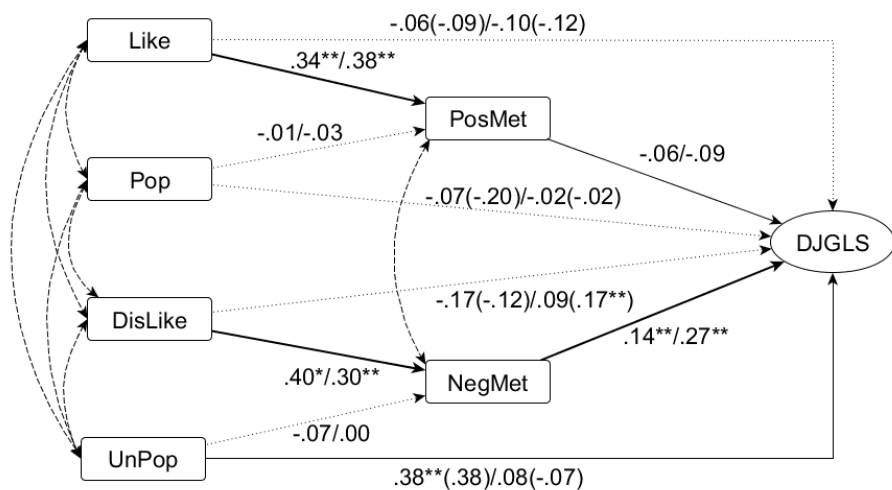 -.06(-.09)/-.10(-.12)
Like
.34**/.38**
PosMet
-.01/-.03
-.06/-.09
Pop
-.07(-.20)/-.02(-.02)
DJGLS
-.17(-.12)/.09(.17**)
DisLike
.14**/.27**
.40*/.30**
NegMet
-.07/.00
UnPop
.38**(.38)/.08(-.07)